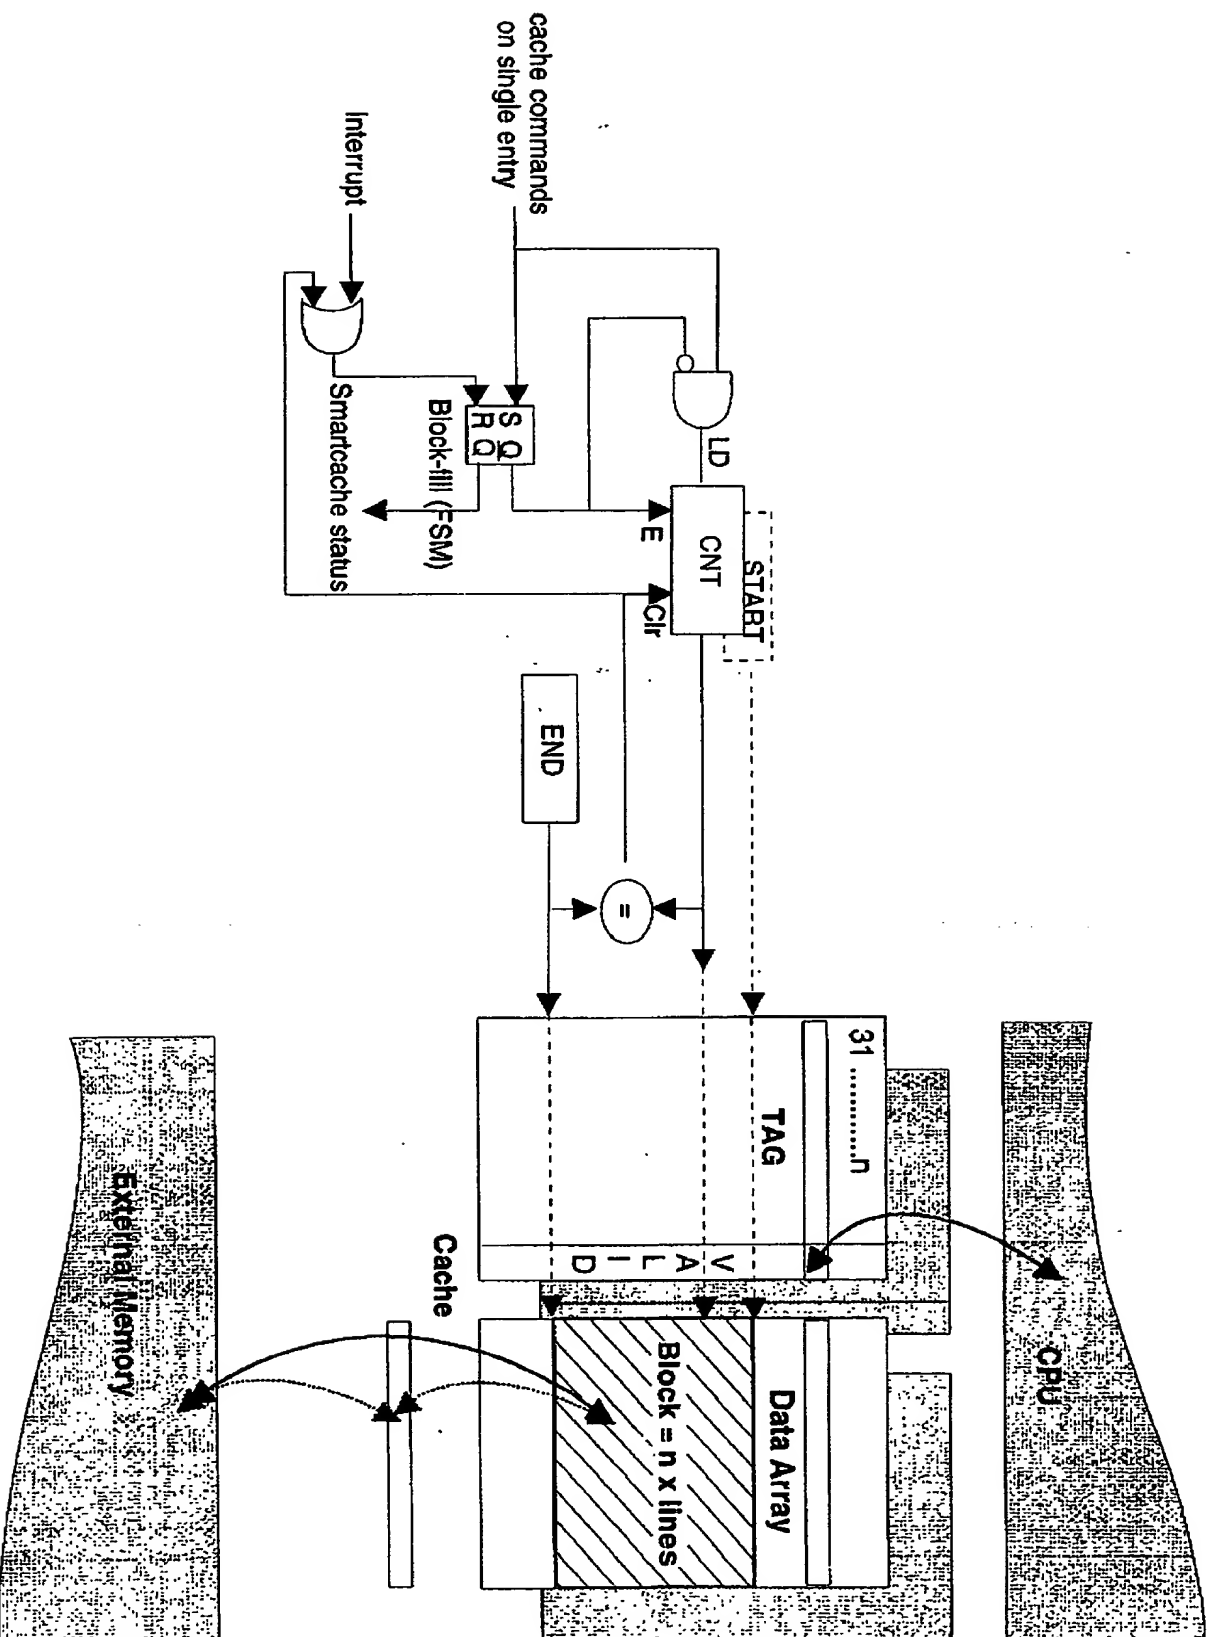 CPU
31 ............n
TAG
Data Array
START
CNT
LD
E
Clr
VALID
Block = n x lines
=
END
cache commands
on single entry
S Q
R Q
Block-fill (FSM)
Cache
Interrupt
Smartcache status
External Memory